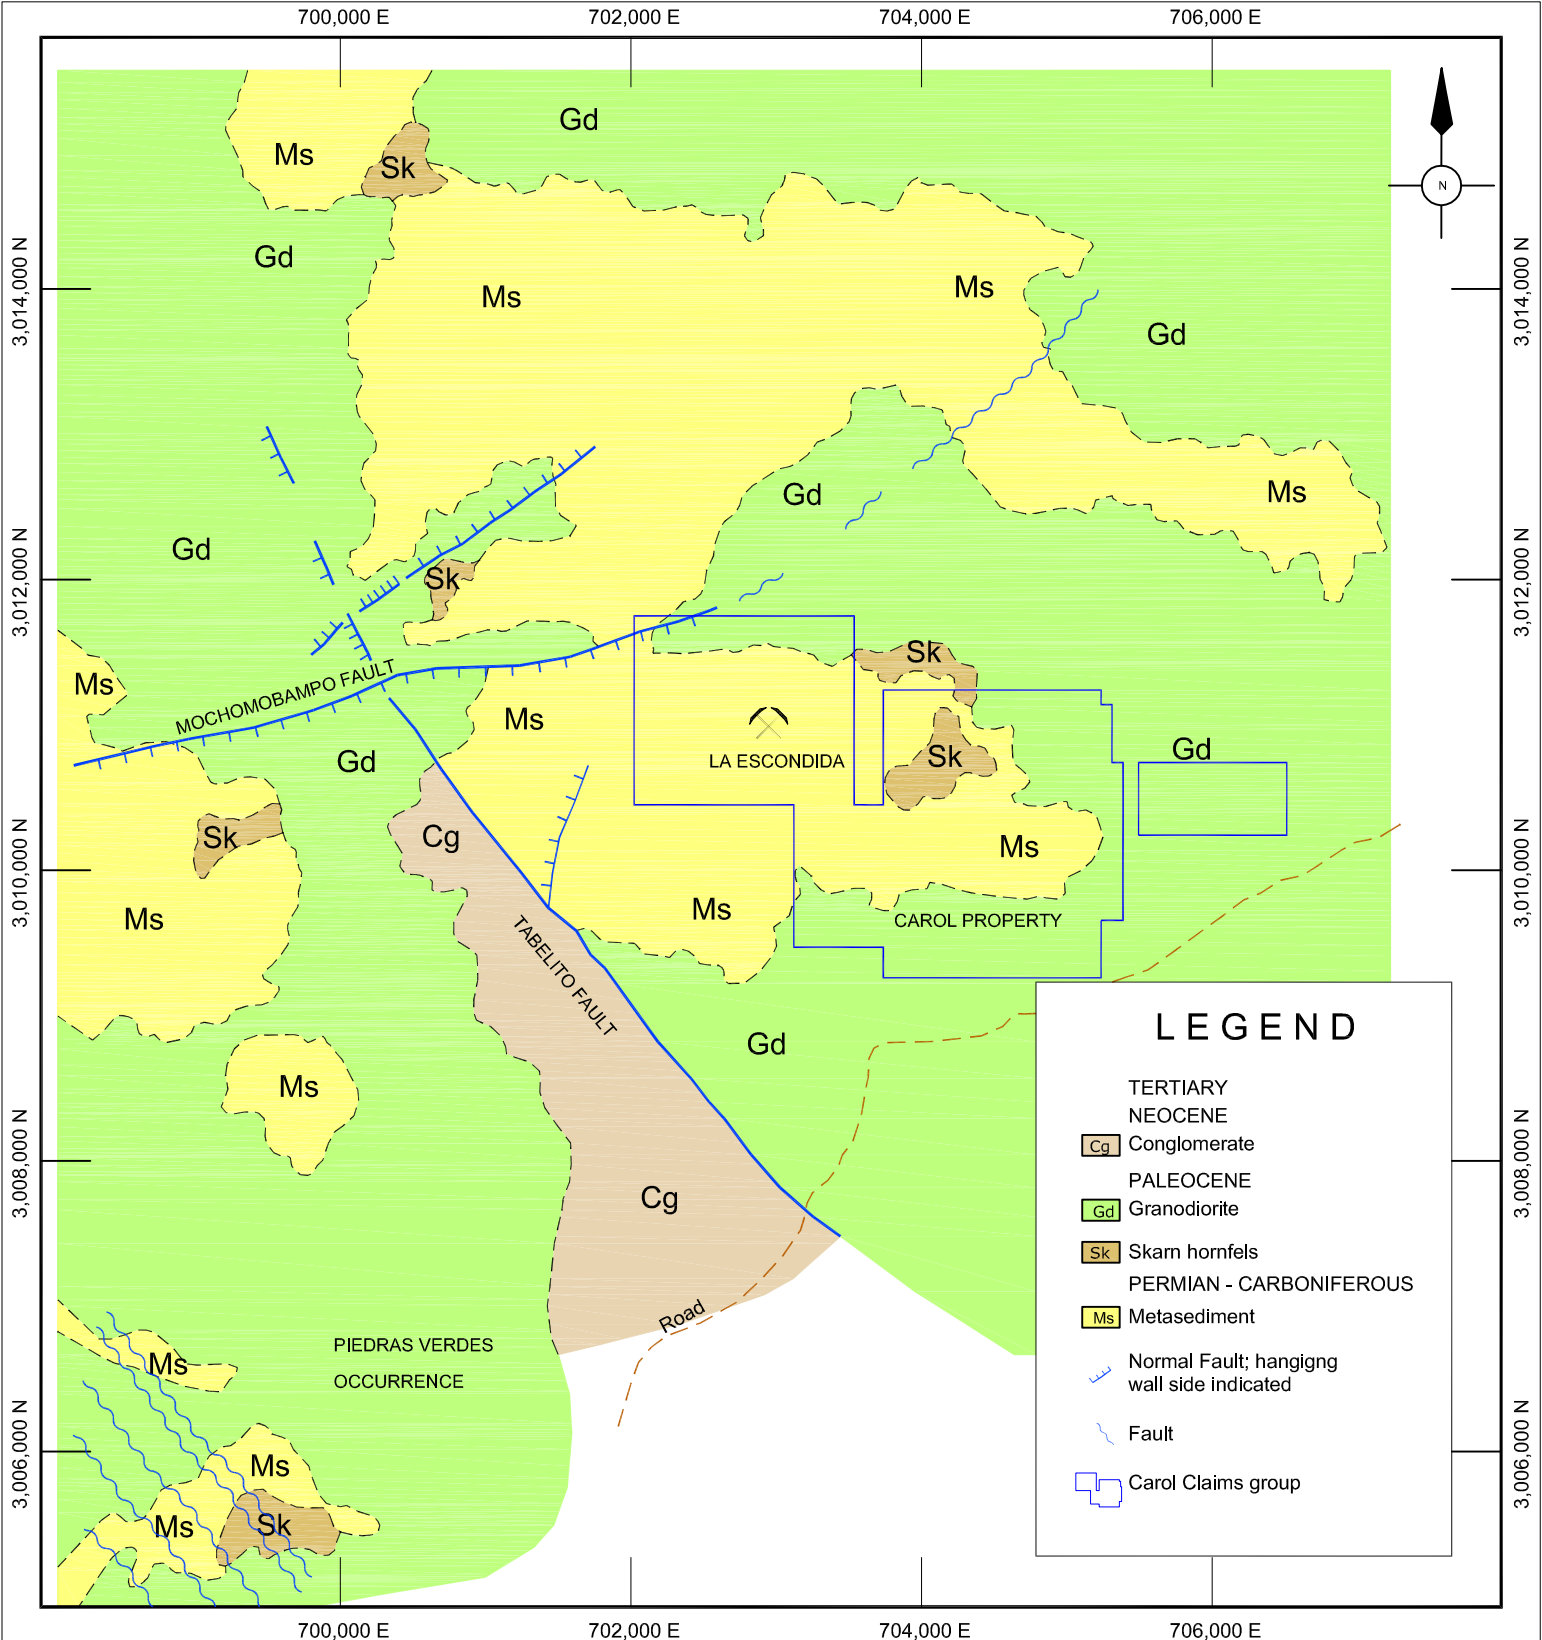 700,000 E
702,000 E
704,000 E
706,000 E
Gd
Ms
Sk
N
Gd
3,014,000 N
Ms
Ms
3,014,000 N
Gd
Ms
Gd
Gd
3,012,000 N
Sk
3,012,000 N
Sk
Ms
MOCHOMOBAMPO FAULT
Ms
Gd
Gd
LA ESCONDIDA
Sk
Sk
Cg
Ms
3,010,000 N
3,010,000 N
Ms
Ms
CAROL PROPERTY
TABELITO FAULT
Gd
Ms
3,008,000 N
Cg
3,008,000 N
Road
PIEDRAS VERDES
OCCURRENCE
Ms
3,006,000 N
Ms
Ms
Sk
3,006,000 N
LEGEND
TERTIARY
NEOCENE
Cg Conglomerate
PALEOCENE
Gd Granodiorite
Sk Skarn hornfels
PERMIAN - CARBONIFEROUS
Ms Metasediment
Normal Fault; hangigng
wall side indicated
Fault
Carol Claims group
700,000 E
702,000 E
704,000 E
706,000 E